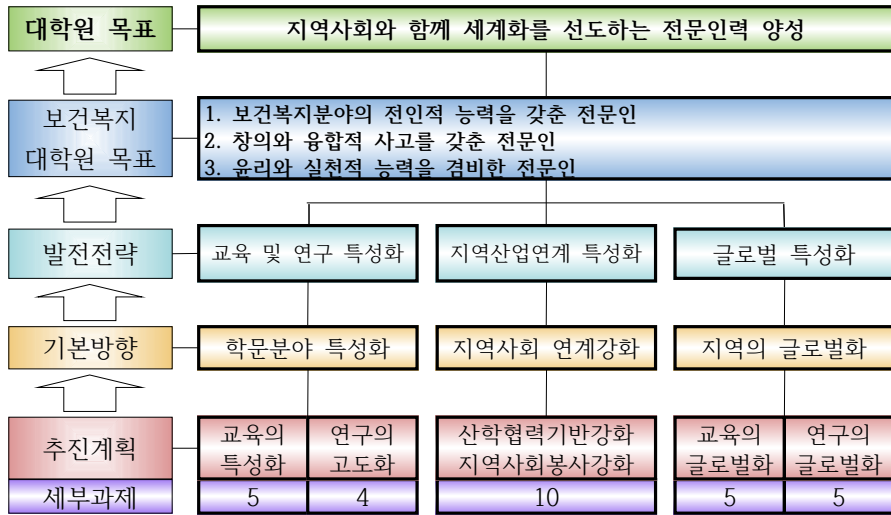 대학원 목표
지역사회와 함께 세계화를 선도하는 전문인력 양성
보건복지
대학원 목표
1. 보건복지분야의 전인적 능력을 갖춘 전문인
2. 창의와 융합적 사고를 갖춘 전문인
3. 윤리와 실천적 능력을 겸비한 전문인
발전전략
교육 및 연구 특성화
지역산업연계 특성화
글로벌 특성화
기본방향
학문분야 특성화
지역사회 연계강화
지역의 글로벌화
추진계획
교육의
특성화
연구의
고도화
산학협력기반강화
지역사회봉사강화
교육의
글로벌화
연구의
글로벌화
세부과제
5
4
10
5
5